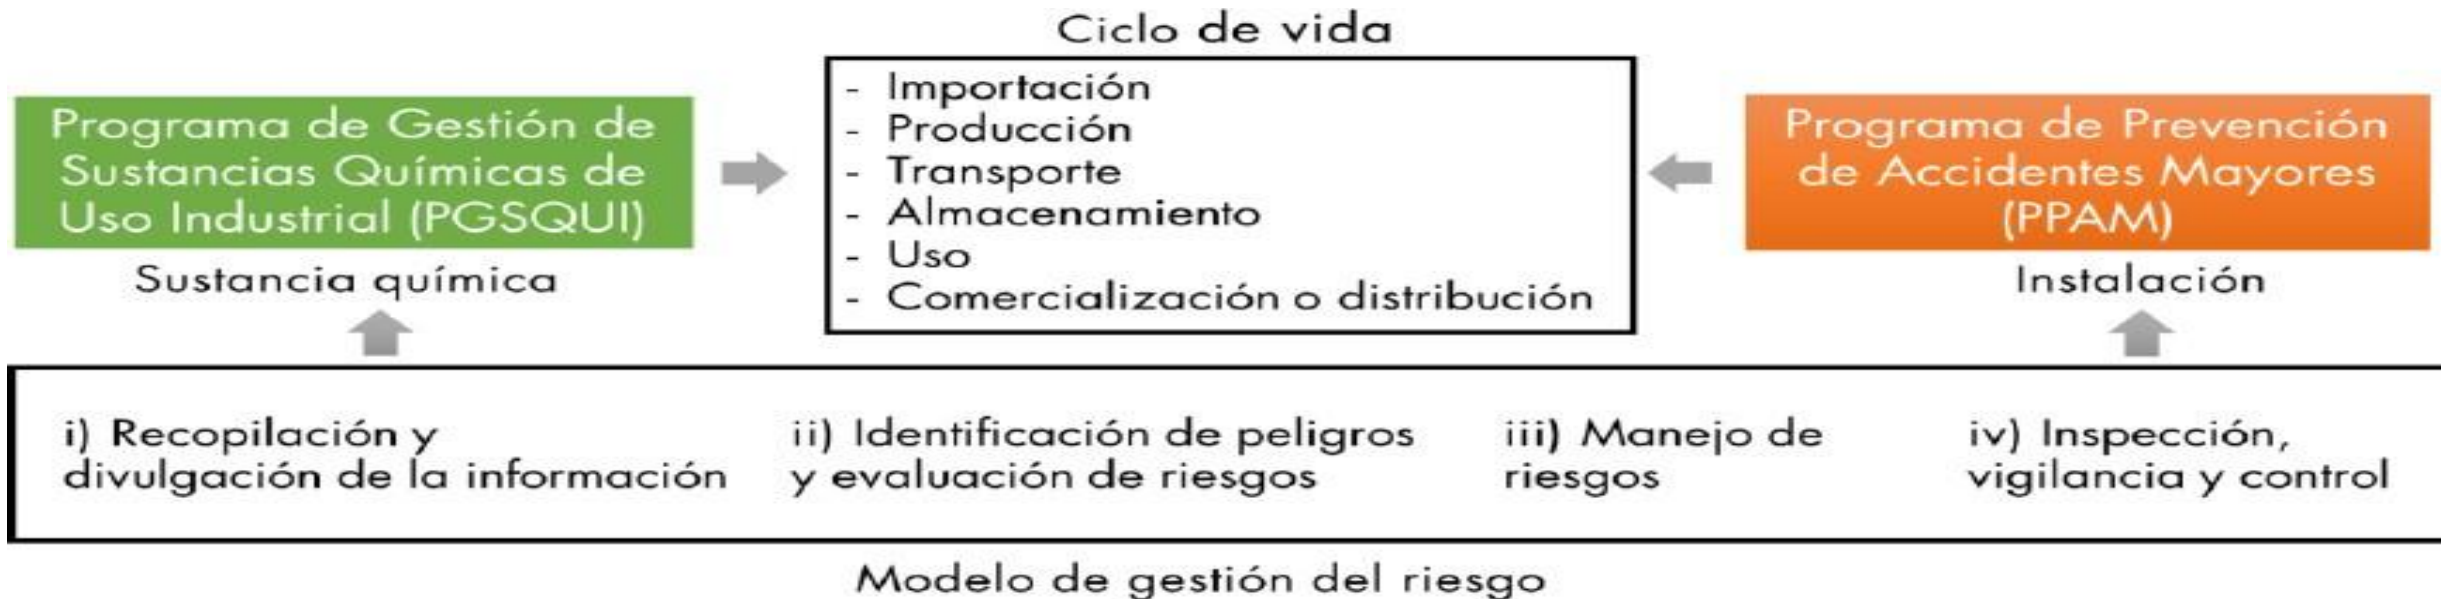 Ciclo de vida
Programa de Gestión de
Sustancias Químicas de
Uso Industrial (PGSQUI)
Sustancia química
- Importación
- Producción
- Transporte
- Almacenamiento
- Uso
- Comercialización o distribución
Programa de Prevención
de Accidentes Mayores
(PPAM)
Instalación
i) Recopilación y
divulgación de la información
ii) Identificación de peligros
y evaluación de riesgos
iii) Manejo de
riesgos
iv) Inspección,
vigilancia y control
Modelo de gestión del riesgo